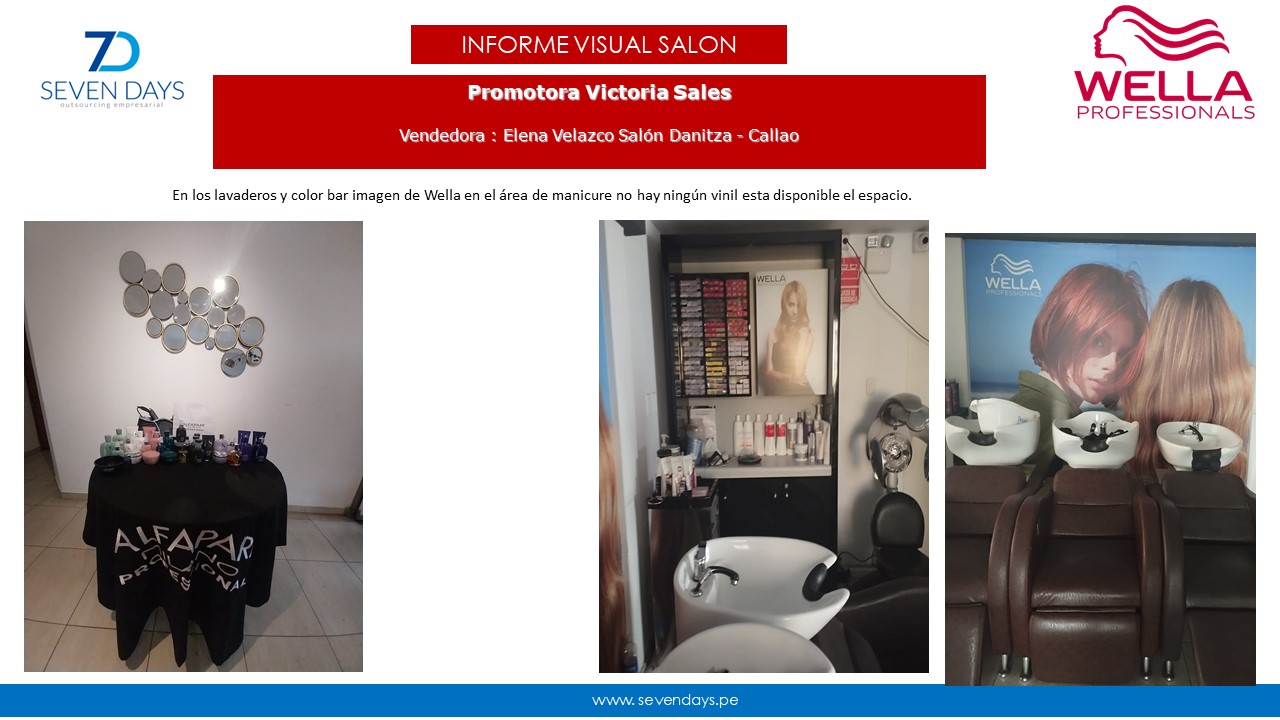 7D
SEVEN DAYS
outsourcing empresarial
INFORME VISUAL SALON
WELLA
PROFESSIONALS
Promotora Victoria Sales
Vendedora : Elena Velazco Salón Danitza - Callao
En los lavaderos y color bar imagen de Wella en el área de manicure no hay ningún vinil esta disponible el espacio.
ALFAPAR
MILANO
PROFESSIONAL
WELLA
WELLA
PROFESSIONALS
www. sevendays.pe